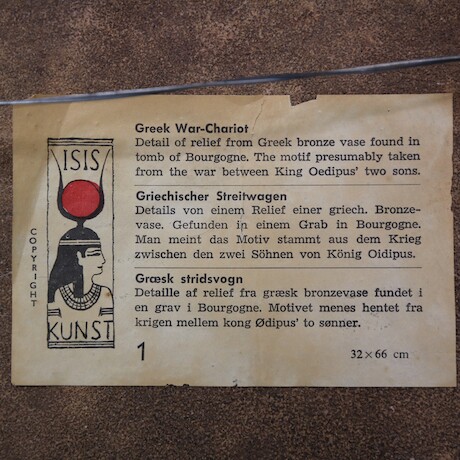 ISIS
KUNST
COPYRIGHT
Greek War-Chariot
Detail of relief from Greek bronze vase found in
tomb of Bourgogne. The motif presumably taken
from the war between King Oedipus' two sons.
Griechischer Streitwagen
Details von einem Relief einer griech. Bronze-
vase. Gefunden in einem Grab in Bourgogne.
Man meint das Motiv stammt aus dem Krieg
zwischen den zwei Söhnen von König Oidipus.
Græsk stridsvogn
Detaille af relief fra græsk bronzevase fundet i
en grav i Bourgogne. Motivet menes hentet fra
krigen mellem kong Ødipus' to sønner.
1
32×66 cm